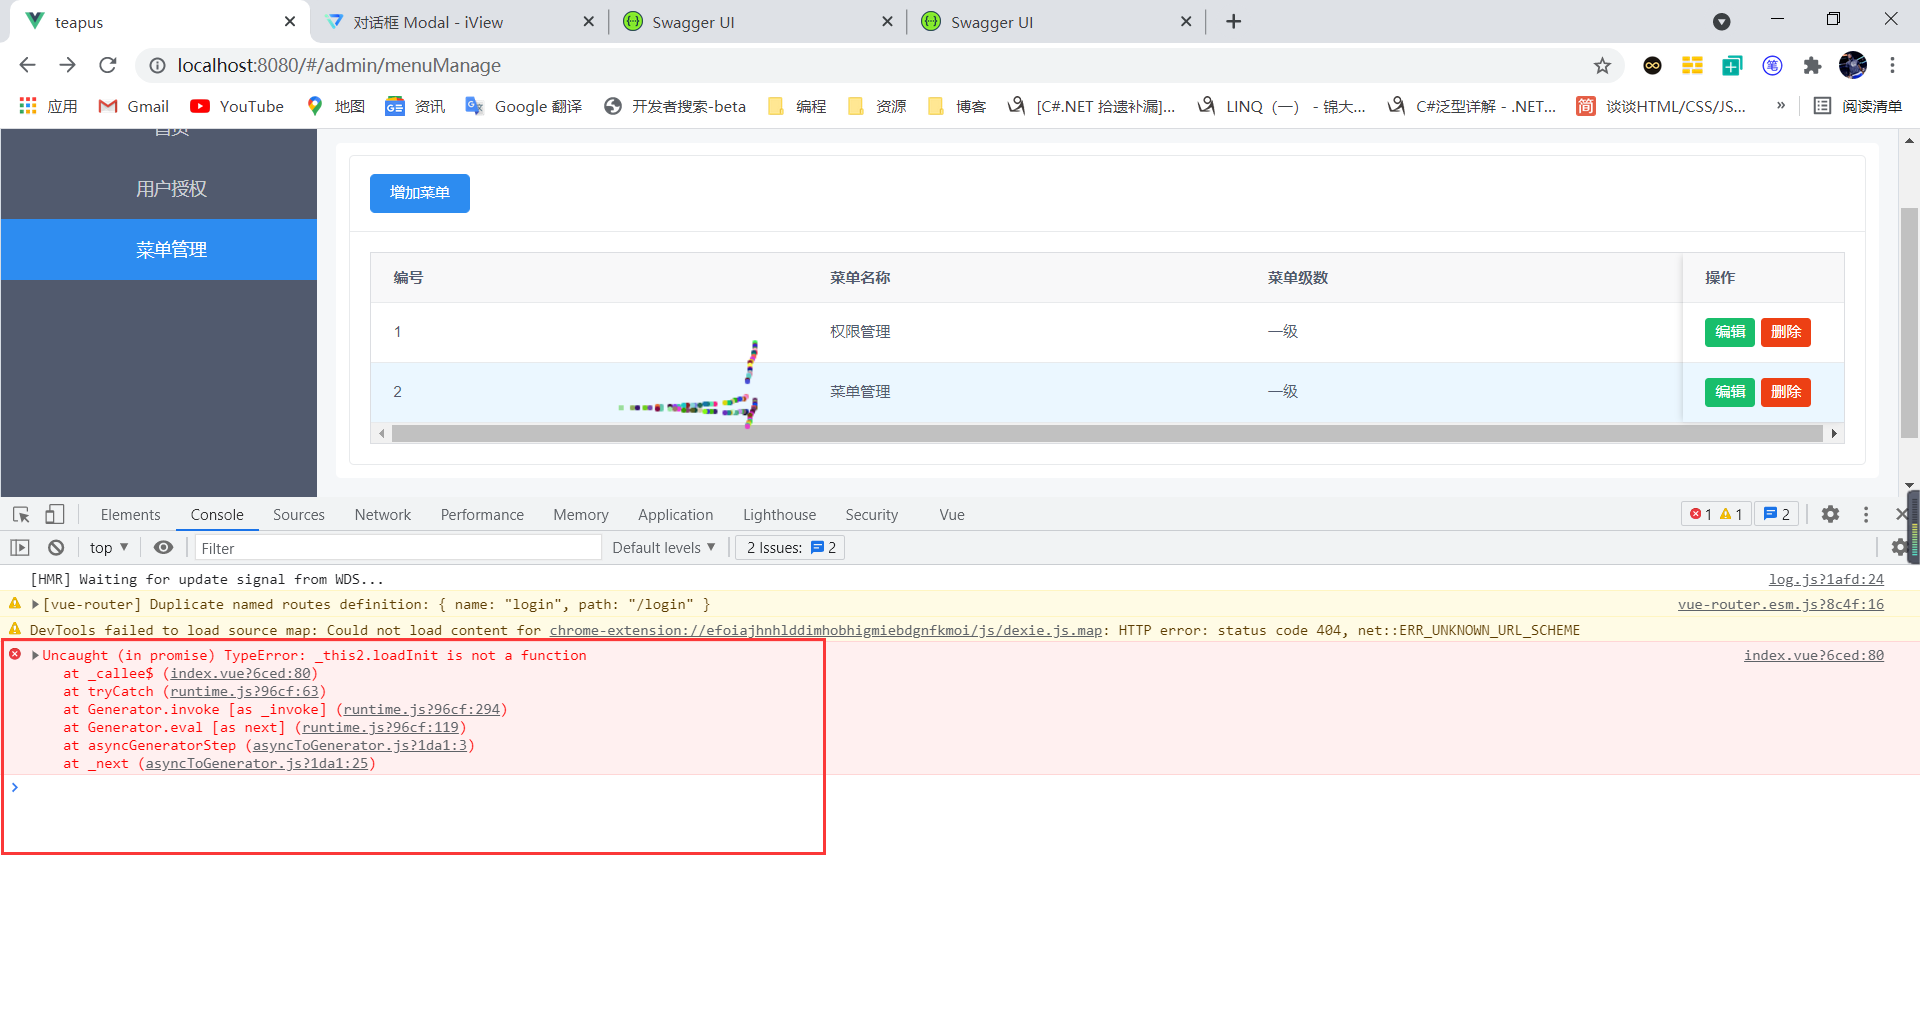 teapus
对话框 Modal - iView
Swagger UI
Swagger UI
localhost:8080/#/admin/menuManage
应用
Gmail
YouTube
地图
资讯
Google 翻译
开发者搜索-beta
编程
资源
博客
[C#.NET 拾遗补漏]...
LINQ（一） - 锦大...
C#泛型详解 - .NET...
简 谈谈HTML/CSS/JS...
»
阅读清单
首页
用户授权
菜单管理
增加菜单
编号 菜单名称 菜单级数 操作
1 权限管理 一级 编辑 删除
2 菜单管理 一级 编辑 删除
Elements Console Sources Network Performance Memory Application Lighthouse Security Vue 1 1 2
top Filter Default levels 2 Issues: 2
[HMR] Waiting for update signal from WDS... log.js?1afd:24
[vue-router] Duplicate named routes definition: { name: "login", path: "/login" } vue-router.esm.js?8c4f:16
DevTools failed to load source map: Could not load content for chrome-extension://efoiajhnhlddimhobhigmiebdgnfkmoi/js/dexie.js.map: HTTP error: status code 404, net::ERR_UNKNOWN_URL_SCHEME
Uncaught (in promise) TypeError: _this2.loadInit is not a function index.vue?6ced:80
at _callee$ (index.vue?6ced:80)
at tryCatch (runtime.js?96cf:63)
at Generator.invoke [as _invoke] (runtime.js?96cf:294)
at Generator.eval [as next] (runtime.js?96cf:119)
at asyncGeneratorStep (asyncToGenerator.js?1da1:3)
at _next (asyncToGenerator.js?1da1:25)